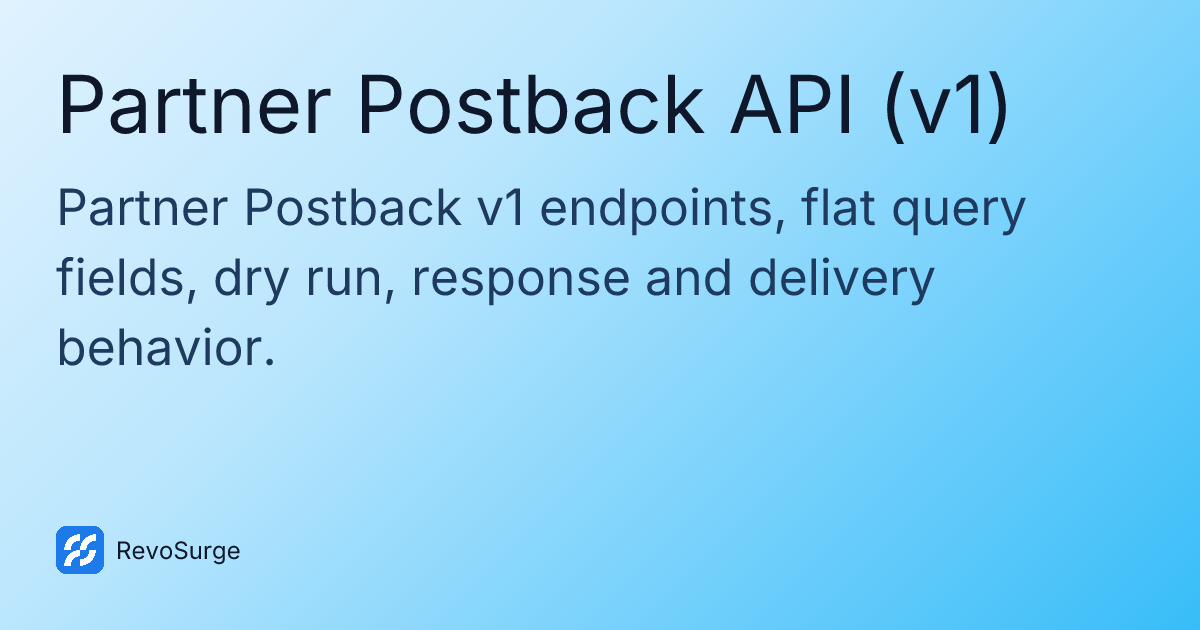 Partner Postback API (v1)
Partner Postback v1 endpoints, flat query
fields, dry run, response and delivery
behavior.
RevoSurge